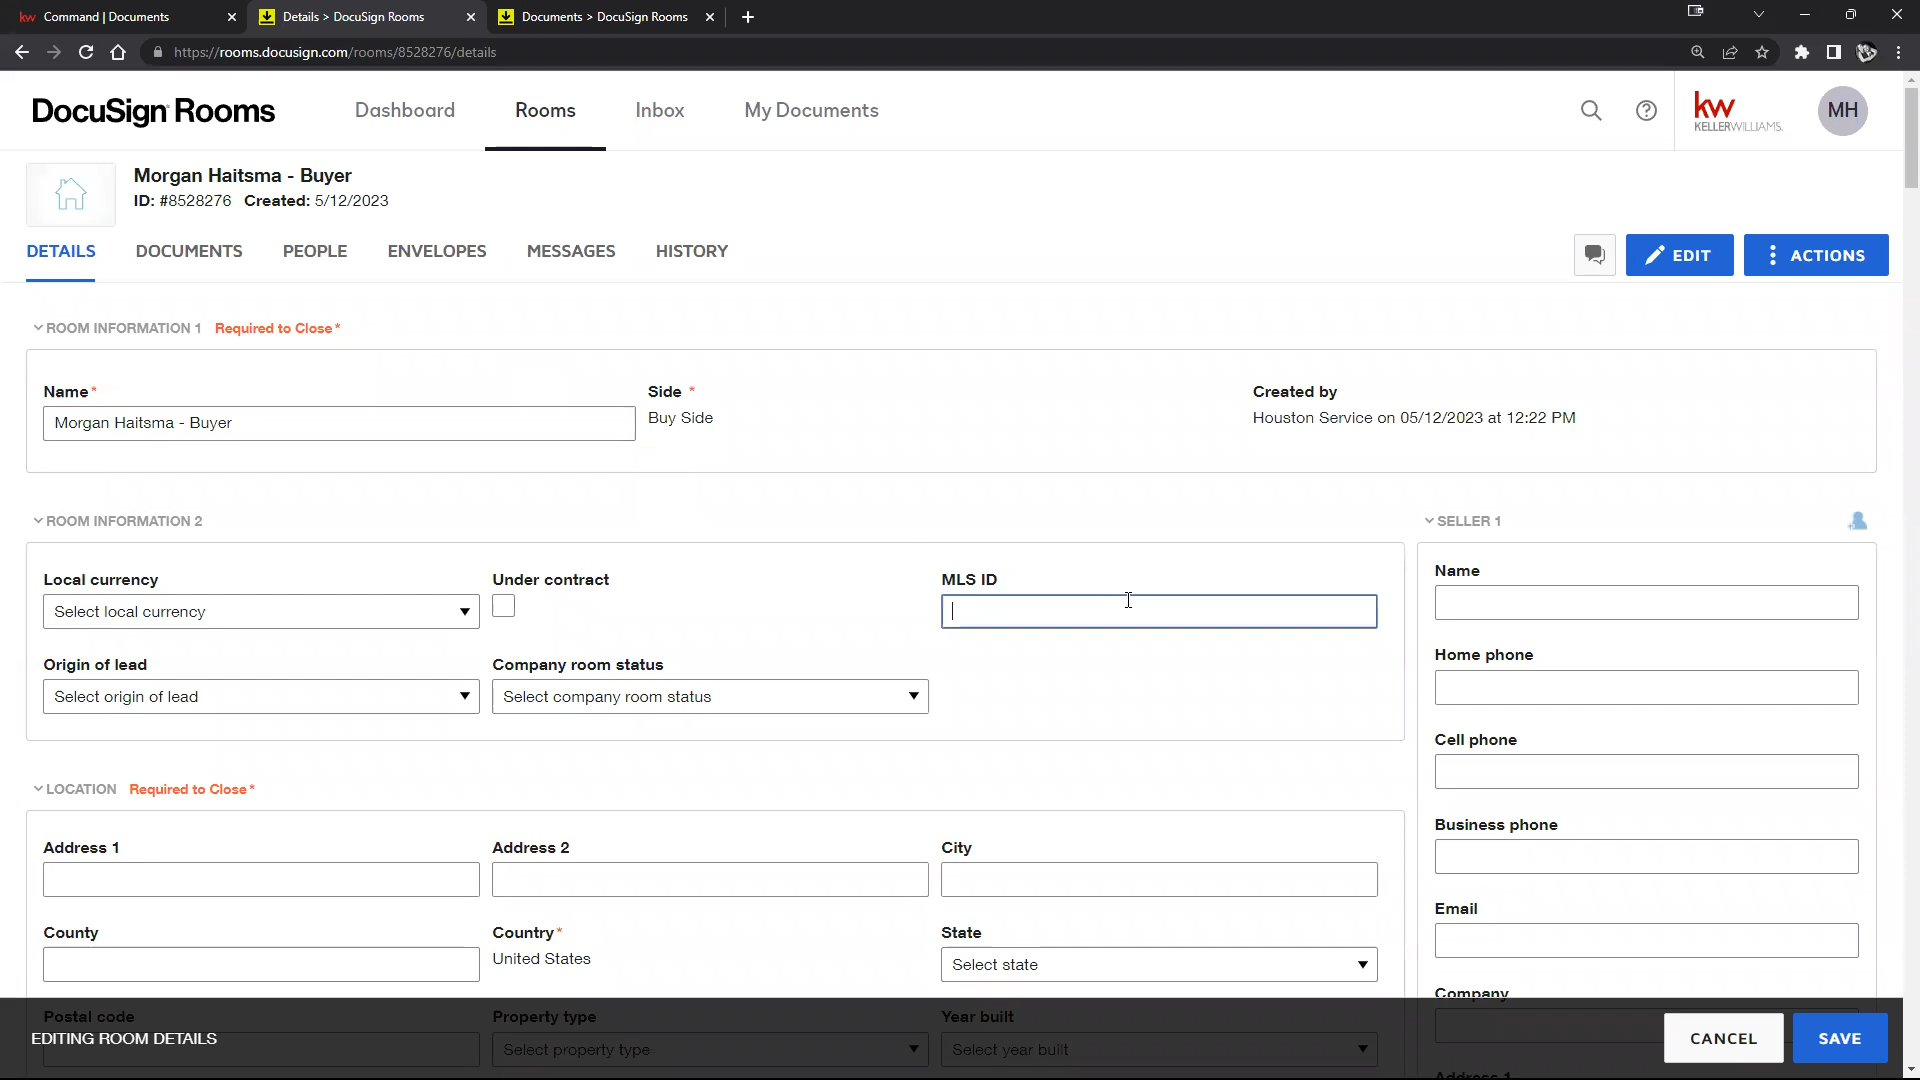 kw Command | Documents
Details > DocuSign Rooms
Documents > DocuSign Rooms
https://rooms.docusign.com/rooms/8528276/details
DocuSign Rooms
Dashboard
Rooms
Inbox
My Documents
kw
KELLERWILLIAMS.
MH
Morgan Haitsma - Buyer
ID: #8528276 Created: 5/12/2023
DETAILS
DOCUMENTS
PEOPLE
ENVELOPES
MESSAGES
HISTORY
EDIT
ACTIONS
ROOM INFORMATION 1 Required to Close*
Name*
Morgan Haitsma - Buyer
Side *
Buy Side
Created by
Houston Service on 05/12/2023 at 12:22 PM
ROOM INFORMATION 2
Local currency
Select local currency
Under contract
MLS ID
Origin of lead
Select origin of lead
Company room status
Select company room status
SELLER 1
Name
Home phone
Cell phone
Business phone
Email
Company
Address 1
LOCATION Required to Close*
Address 1
Address 2
City
County
Country*
United States
State
Select state
Postal code
Property type
Select property type
Year built
Select year built
EDITING ROOM DETAILS
CANCEL
SAVE